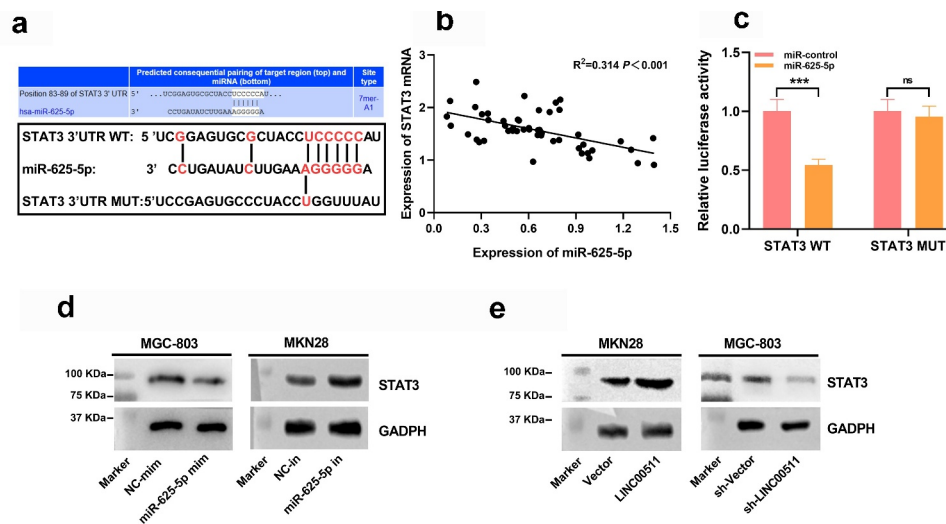 a
Predicted consequential pairing of target region (top) and miRNA (bottom)
Site type
Position 83-89 of STAT3 3' UTR 5' ...UCGGAGUGCGCUACCUCCCCCAU...
hsa-miR-625-5p 3' CCUGAUAUCUUGAAAGGGGGA
7mer-A1
STAT3 3'UTR WT: 5 'UCGGAGUGCGCUACCUCCCCCAU
miR-625-5p: 3' CCUGAUAUCUUGAAAGGGGGA
STAT3 3'UTR MUT:5'UCCGAGUGCCCUACCUGGUUUAU
b
R²=0.314 P<0.001
Expression of STAT3 mRNA
3
2
1
0
0.0 0.3 0.6 0.9 1.2 1.5
Expression of miR-625-5p
c
miR-control
miR-625-5p
Relative luciferase activity
1.5
1.0
0.5
0.0
***
ns
STAT3 WT STAT3 MUT
d
MGC-803 MKN28
100 KDa
75 KDa
37 KDa
STAT3
GADPH
Marker
NC-mim
miR-625-5p mim
Marker
NC-in
miR-625-5p in
e
MKN28 MGC-803
100 KDa
75 KDa
37 KDa
STAT3
GADPH
Marker
Vector
LINC00511
Marker
sh-Vector
sh-LINC00511